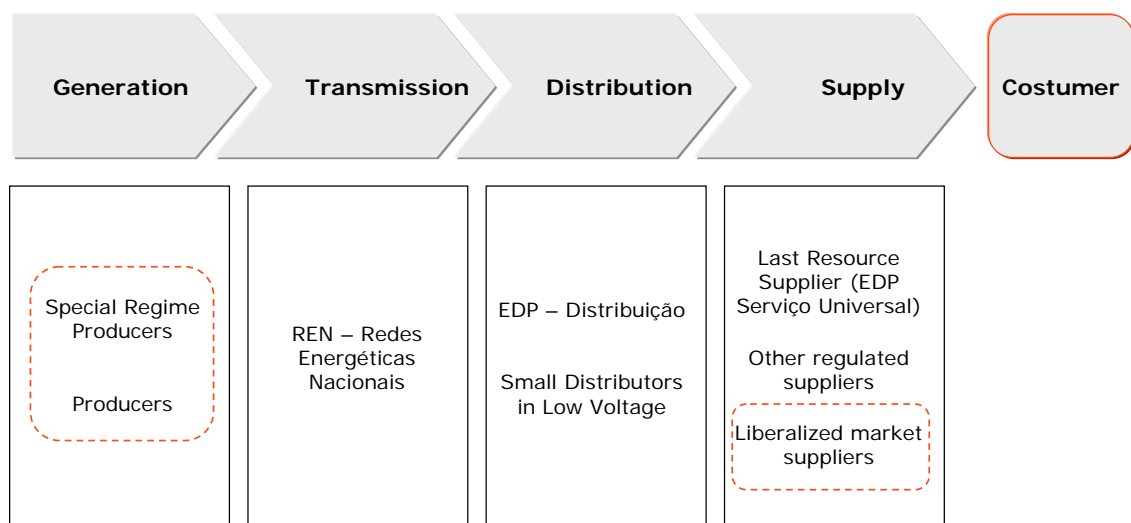 Generation
Transmission
Distribution
Supply
Costumer
Special Regime
Producers
Producers
REN – Redes
Energéticas
Nacionais
EDP – Distribuição
Small Distributors
in Low Voltage
Last Resource
Supplier (EDP
Serviço Universal)
Other regulated
suppliers
Liberalized market
suppliers